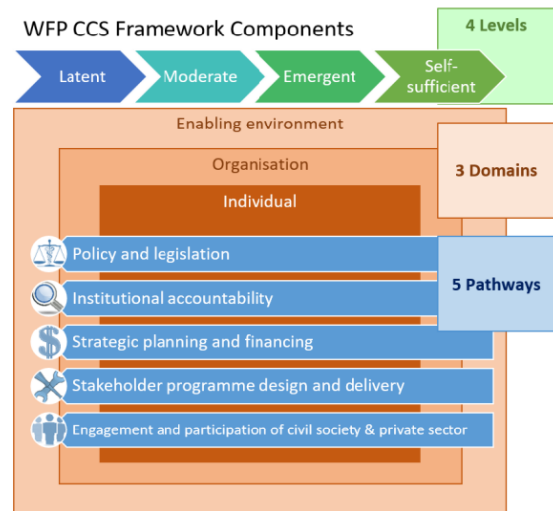 WFP CCS Framework Components
4 Levels
Latent
Moderate
Emergent
Self-
sufficient
Enabling environment
3 Domains
Organisation
Individual
Policy and legislation
5 Pathways
Institutional accountability
Strategic planning and financing
Stakeholder programme design and delivery
Engagement and participation of civil society & private sector